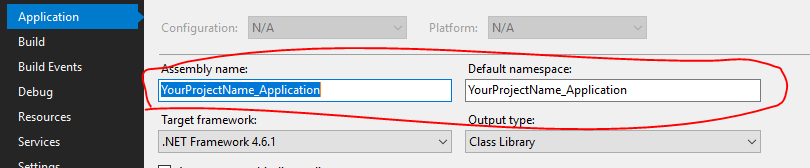 Application
Build
Build Events
Debug
Resources
Services
Settings
Configuration: N/A Platform: N/A
Assembly name: Default namespace:
YourProjectName_Application YourProjectName_Application
Target framework: Output type:
.NET Framework 4.6.1 Class Library